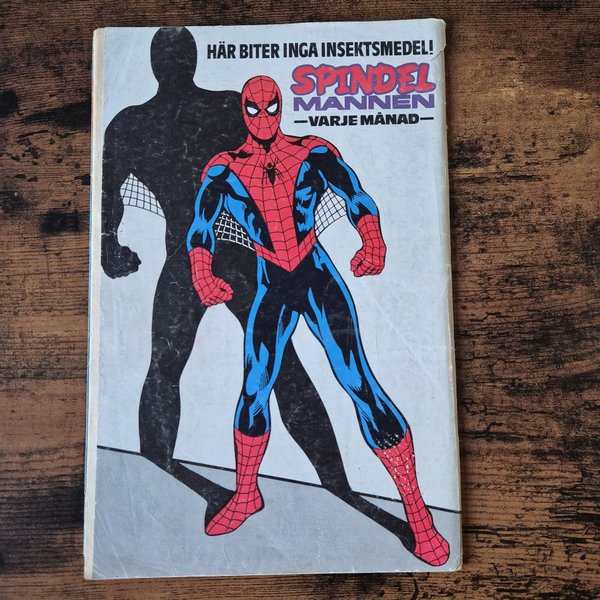 HÄR BITER INGA INSEKTSMEDEL!
SPINDEL
MANNEN
—VARJE MÅNAD—